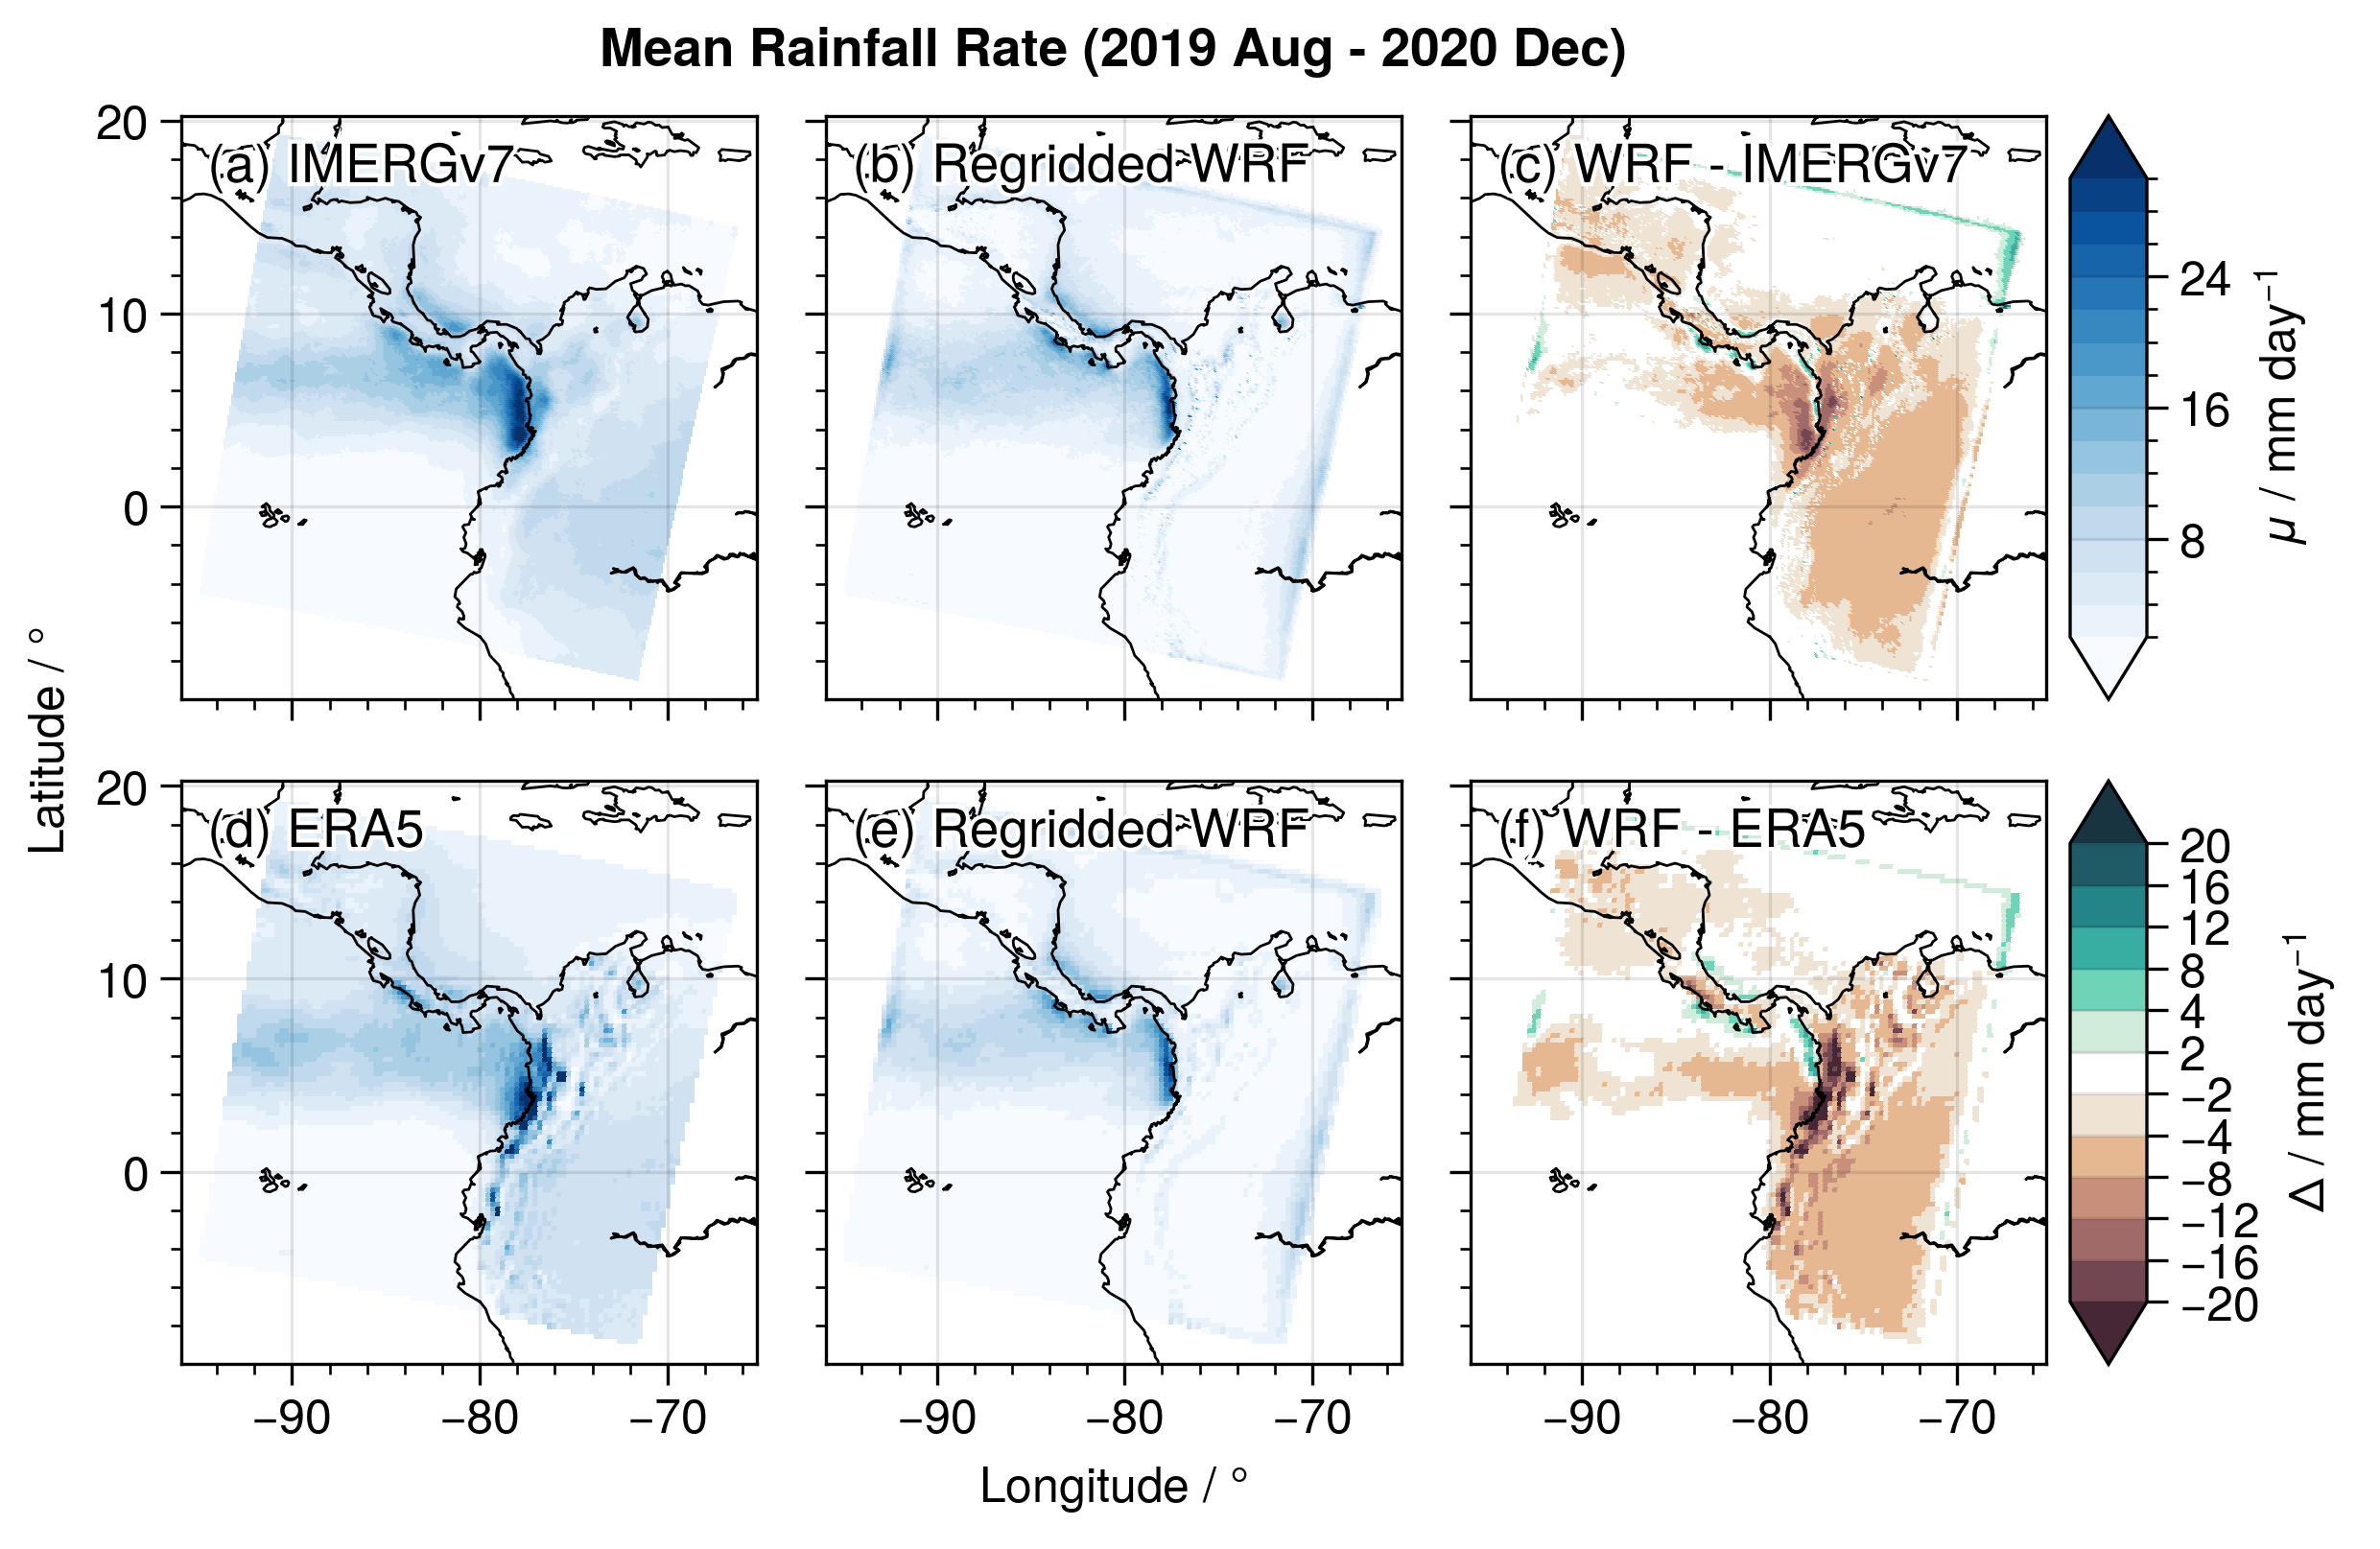 Mean Rainfall Rate (2019 Aug - 2020 Dec)
(a) IMERGv7
(b) Regridded WRF
(c) WRF - IMERGv7
20
10
0
24
16
8
μ / mm day⁻¹
Latitude / °
(d) ERA5
(e) Regridded WRF
(f) WRF - ERA5
20
10
0
20
16
12
8
4
2
−2
−4
−8
−12
−16
−20
Δ / mm day⁻¹
−90 −80 −70
−90 −80 −70
−90 −80 −70
Longitude / °